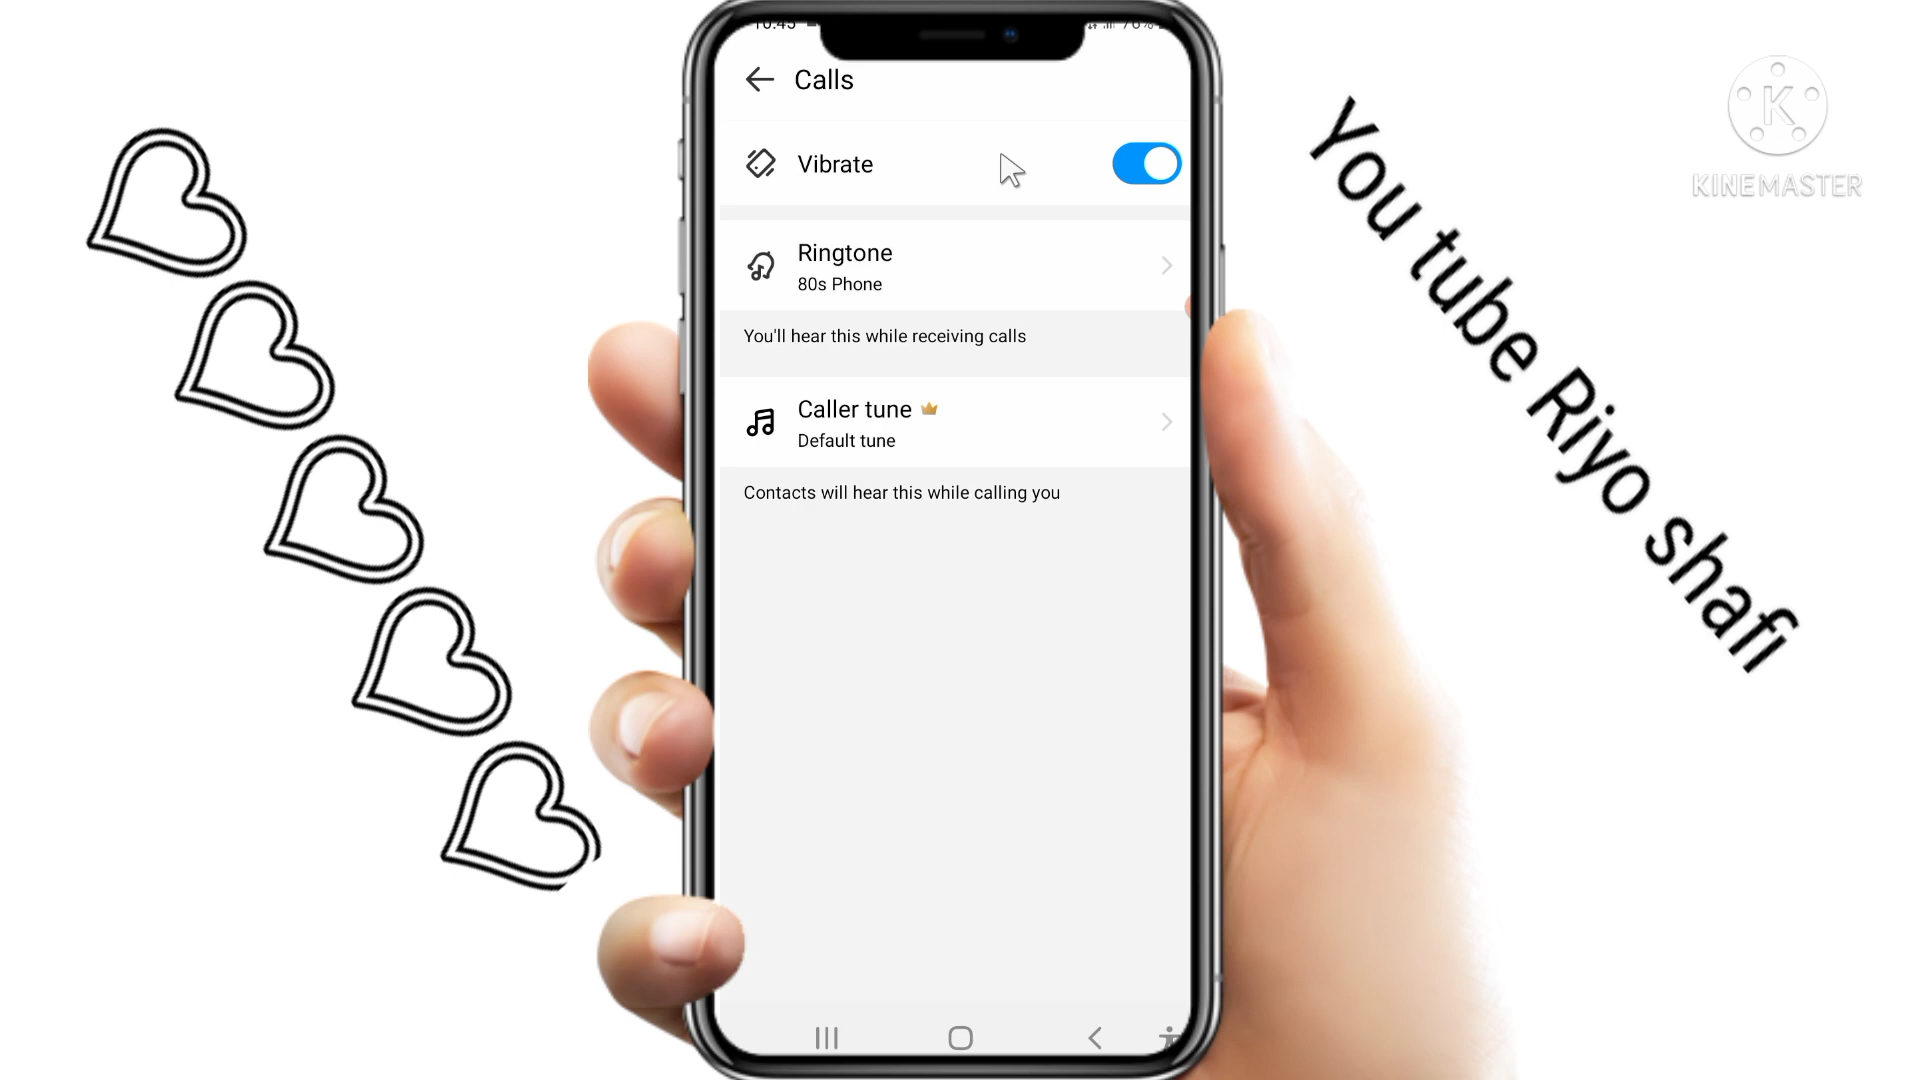 Calls
Vibrate
Ringtone
80s Phone
You'll hear this while receiving calls
Caller tune
Default tune
Contacts will hear this while calling you
You tube Riyo shafi
K
KINEMASTER